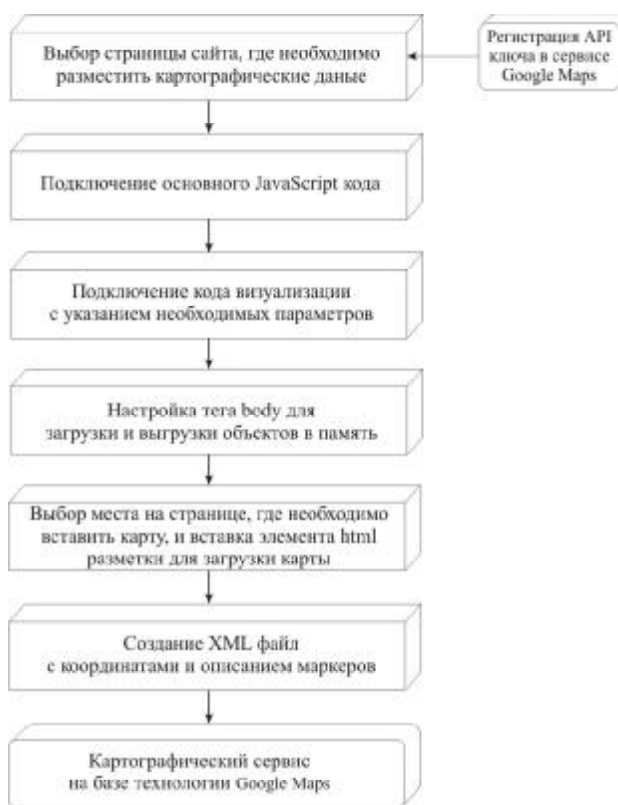 Выбор страницы сайта, где необходимо
разместить картографические даные
Регистрация API
ключа в сервисе
Google Maps
Подключение основного JavaScript кода
Подключение кода визуализации
с указанием необходимых параметров
Настройка тега body для
загрузки и выгрузки объектов в память
Выбор места на странице, где необходимо
вставить карту, и вставка элемента html
разметки для загрузки карты
Создание XML файл
с координатами и описанием маркеров
Картографический сервис
на базе технологии Google Maps